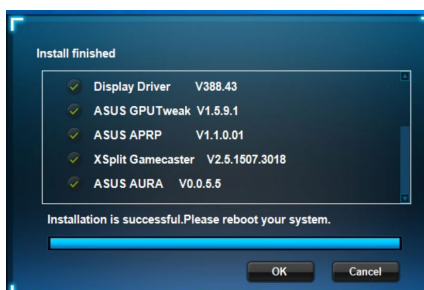 Install finished
Display Driver V388.43
ASUS GPUTweak V1.5.9.1
ASUS APRP V1.1.0.01
XSplit Gamecaster V2.5.1507.3018
ASUS AURA V0.0.5.5
Installation is successful.Please reboot your system.
OK Cancel